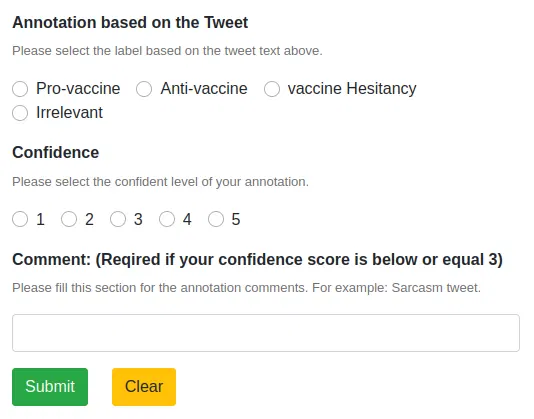 Annotation based on the Tweet
Please select the label based on the tweet text above.
Pro-vaccine Anti-vaccine vaccine Hesitancy
Irrelevant
Confidence
Please select the confident level of your annotation.
1 2 3 4 5
Comment: (Reqired if your confidence score is below or equal 3)
Please fill this section for the annotation comments. For example: Sarcasm tweet.
Submit Clear